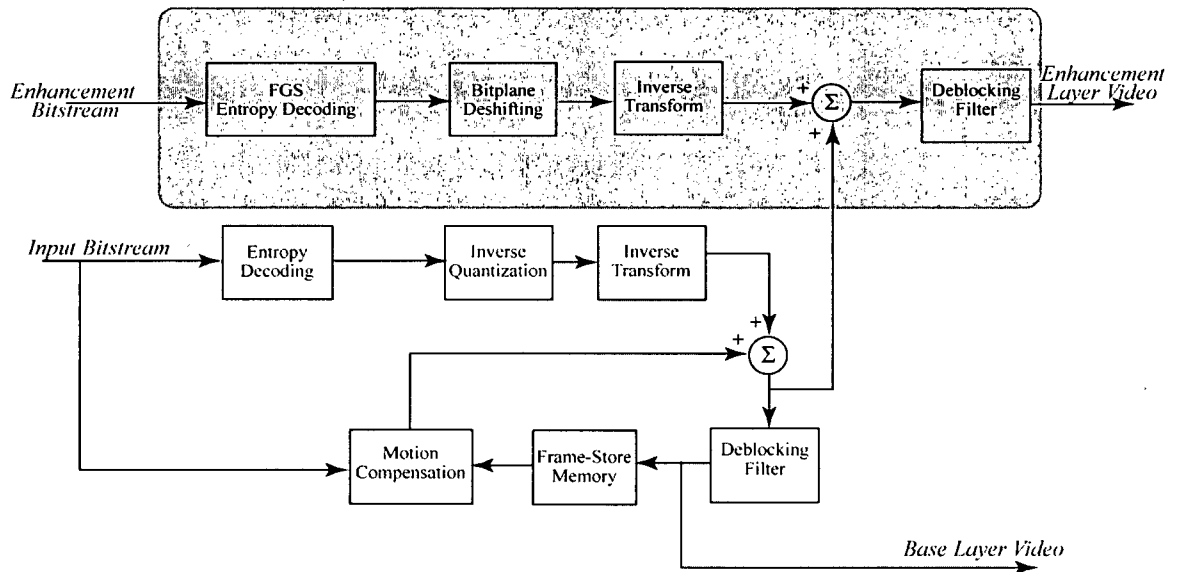 Enhancement
Bitstream
FGS
Entropy Decoding
Bitplane
Deshifting
Inverse
Transform
+
Σ
+
Deblocking
Filter
Enhancement
Layer Video
Input Bitstream
Entropy
Decoding
Inverse
Quantization
Inverse
Transform
+
+
Σ
Motion
Compensation
Frame-Store
Memory
Deblocking
Filter
Base Layer Video